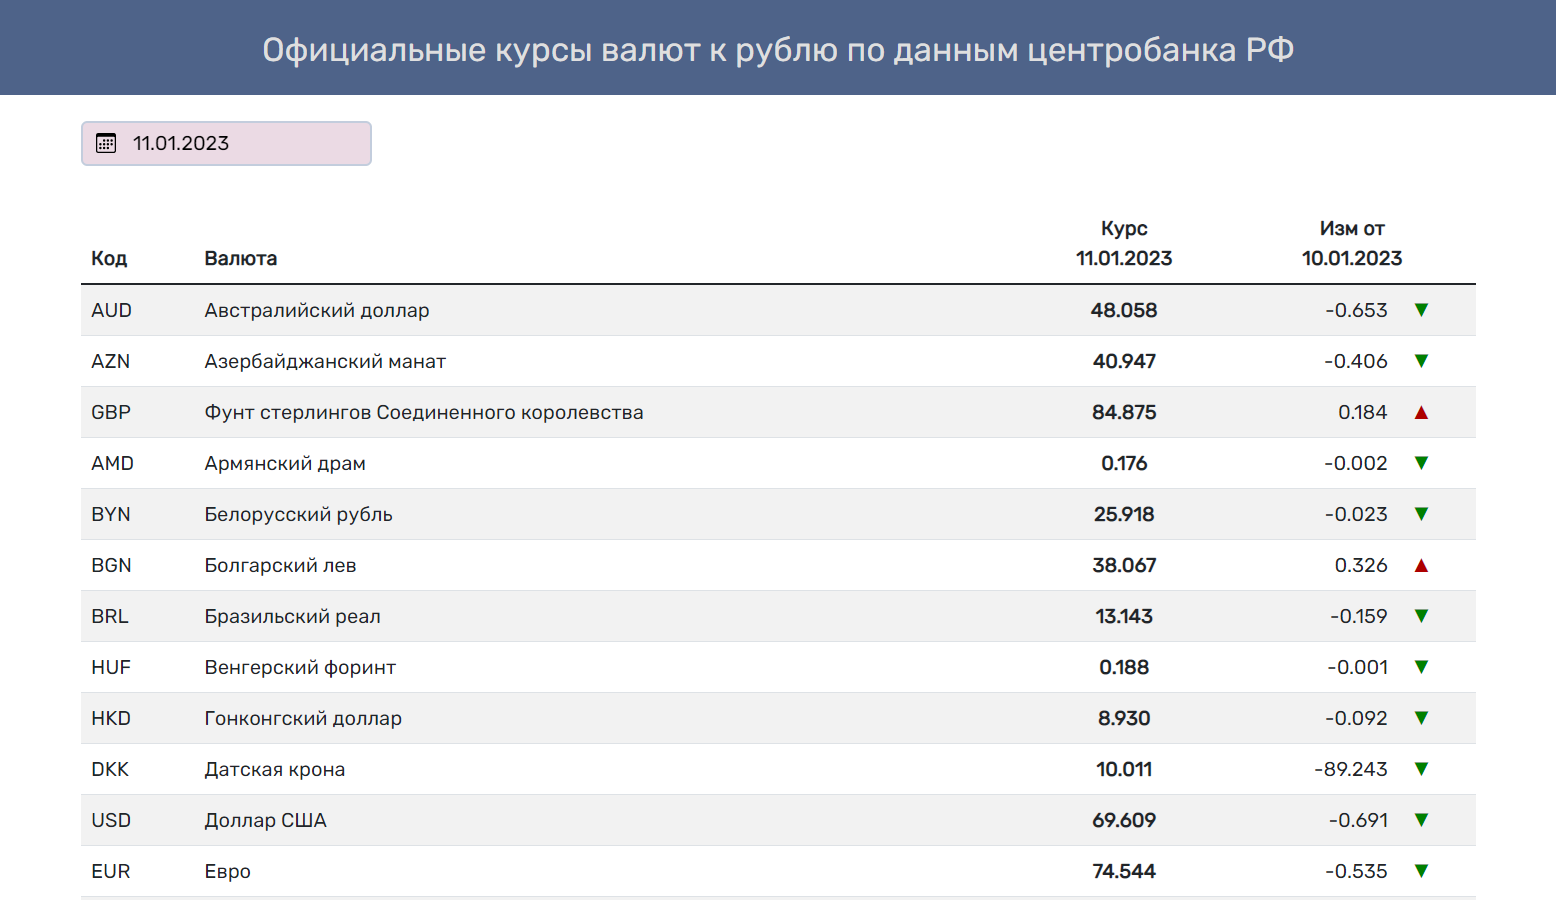 Официальные курсы валют к рублю по данным центробанка РФ
11.01.2023
Код Валюта Курс 11.01.2023 Изм от 10.01.2023
AUD Австралийский доллар 48.058 -0.653 ▼
AZN Азербайджанский манат 40.947 -0.406 ▼
GBP Фунт стерлингов Соединенного королевства 84.875 0.184 ▲
AMD Армянский драм 0.176 -0.002 ▼
BYN Белорусский рубль 25.918 -0.023 ▼
BGN Болгарский лев 38.067 0.326 ▲
BRL Бразильский реал 13.143 -0.159 ▼
HUF Венгерский форинт 0.188 -0.001 ▼
HKD Гонконгский доллар 8.930 -0.092 ▼
DKK Датская крона 10.011 -89.243 ▼
USD Доллар США 69.609 -0.691 ▼
EUR Евро 74.544 -0.535 ▼